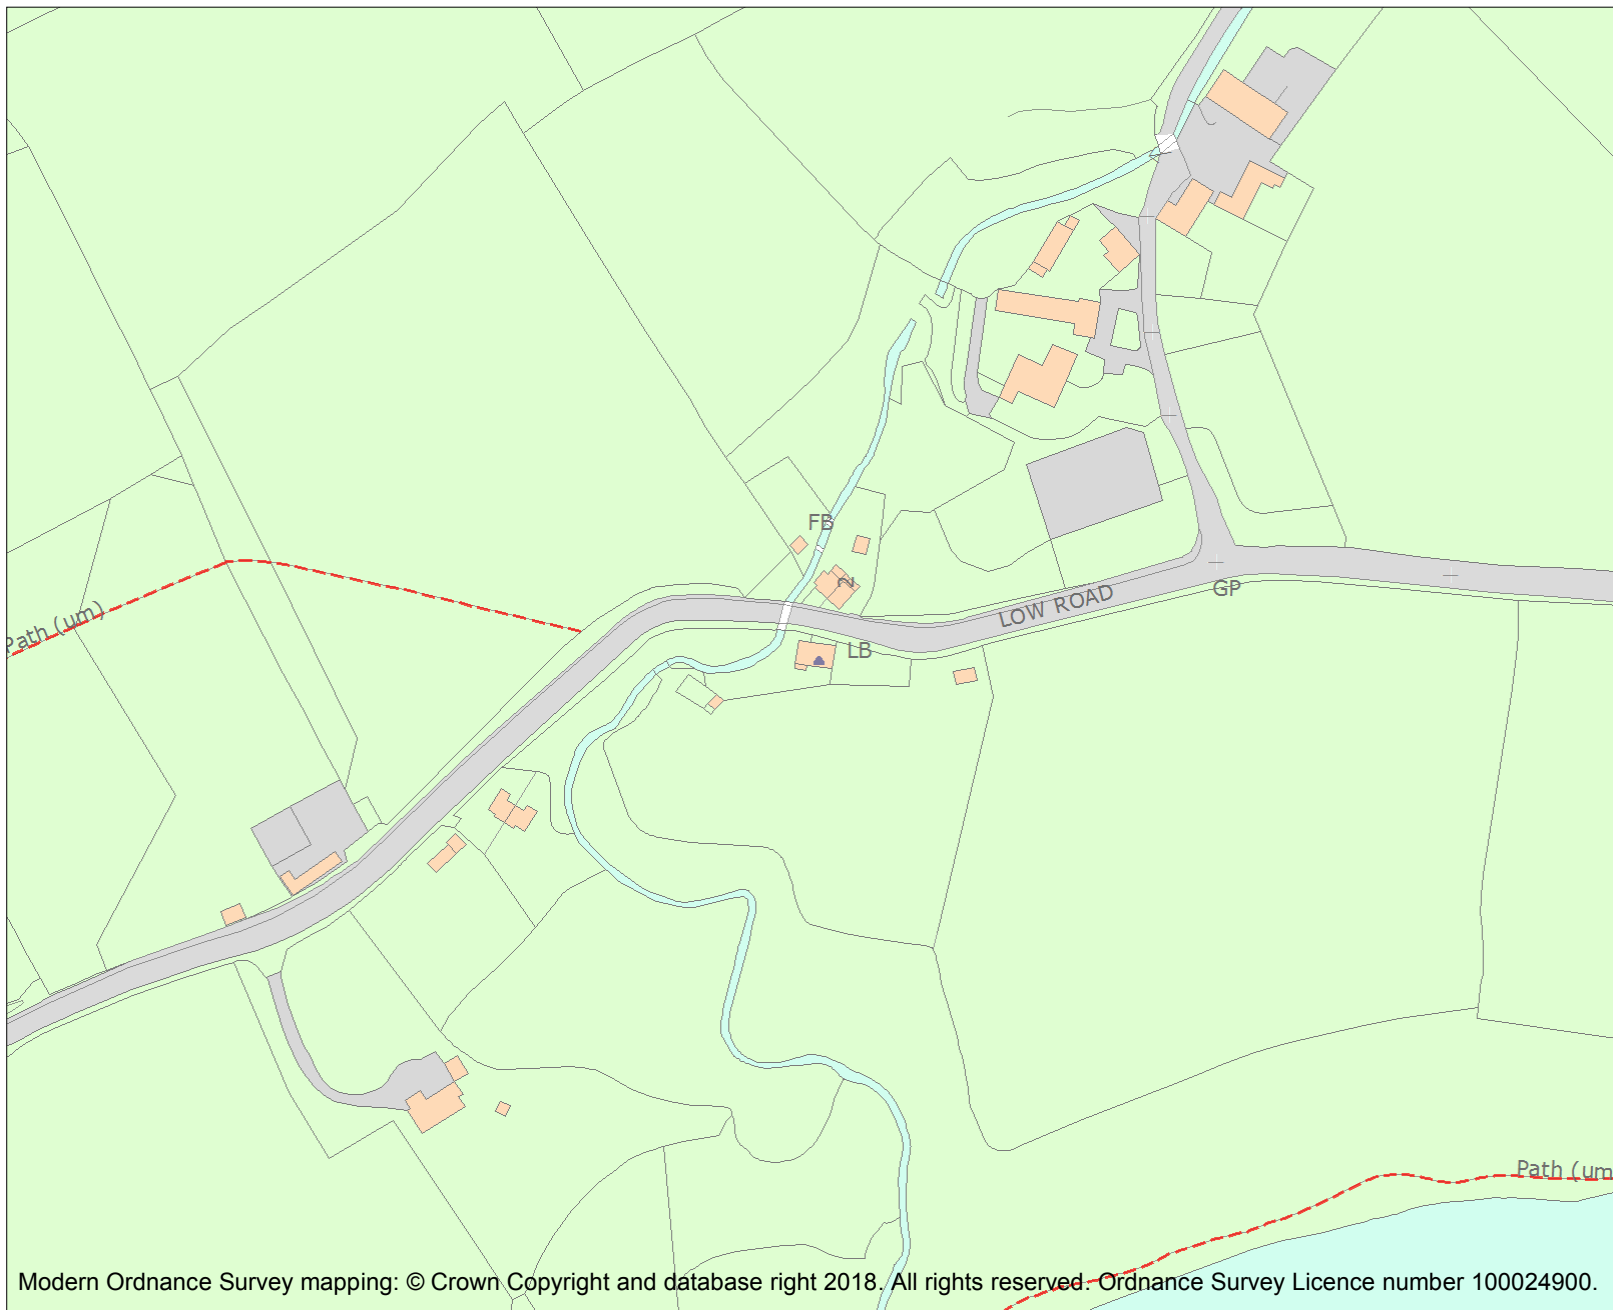 FB
2
LOW ROAD
GP
Path (um)
LB
Path (um
Modern Ordnance Survey mapping: © Crown Copyright and database right 2018. All rights reserved. Ordnance Survey Licence number 100024900.